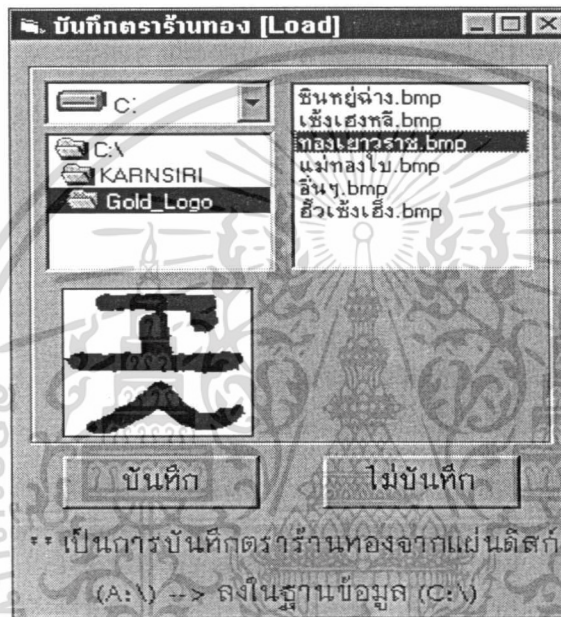 บันทึกตราร้านทอง [Load]
C:
C:\
KARNSIRI
Gold_Logo
ชินหยู่ฉ่าง.bmp
เซ้งเฮงหลี.bmp
ทองเยาวราช.bmp
แม่ทองใบ.bmp
อื่นๆ.bmp
ฮั้วเซ้งเฮ็ง.bmp
บันทึก
ไม่บันทึก
** เป็นการบันทึกตราร้านทองจากแผ่นดิสก์
(A:\) --> ลงในฐานข้อมูล (C:\)